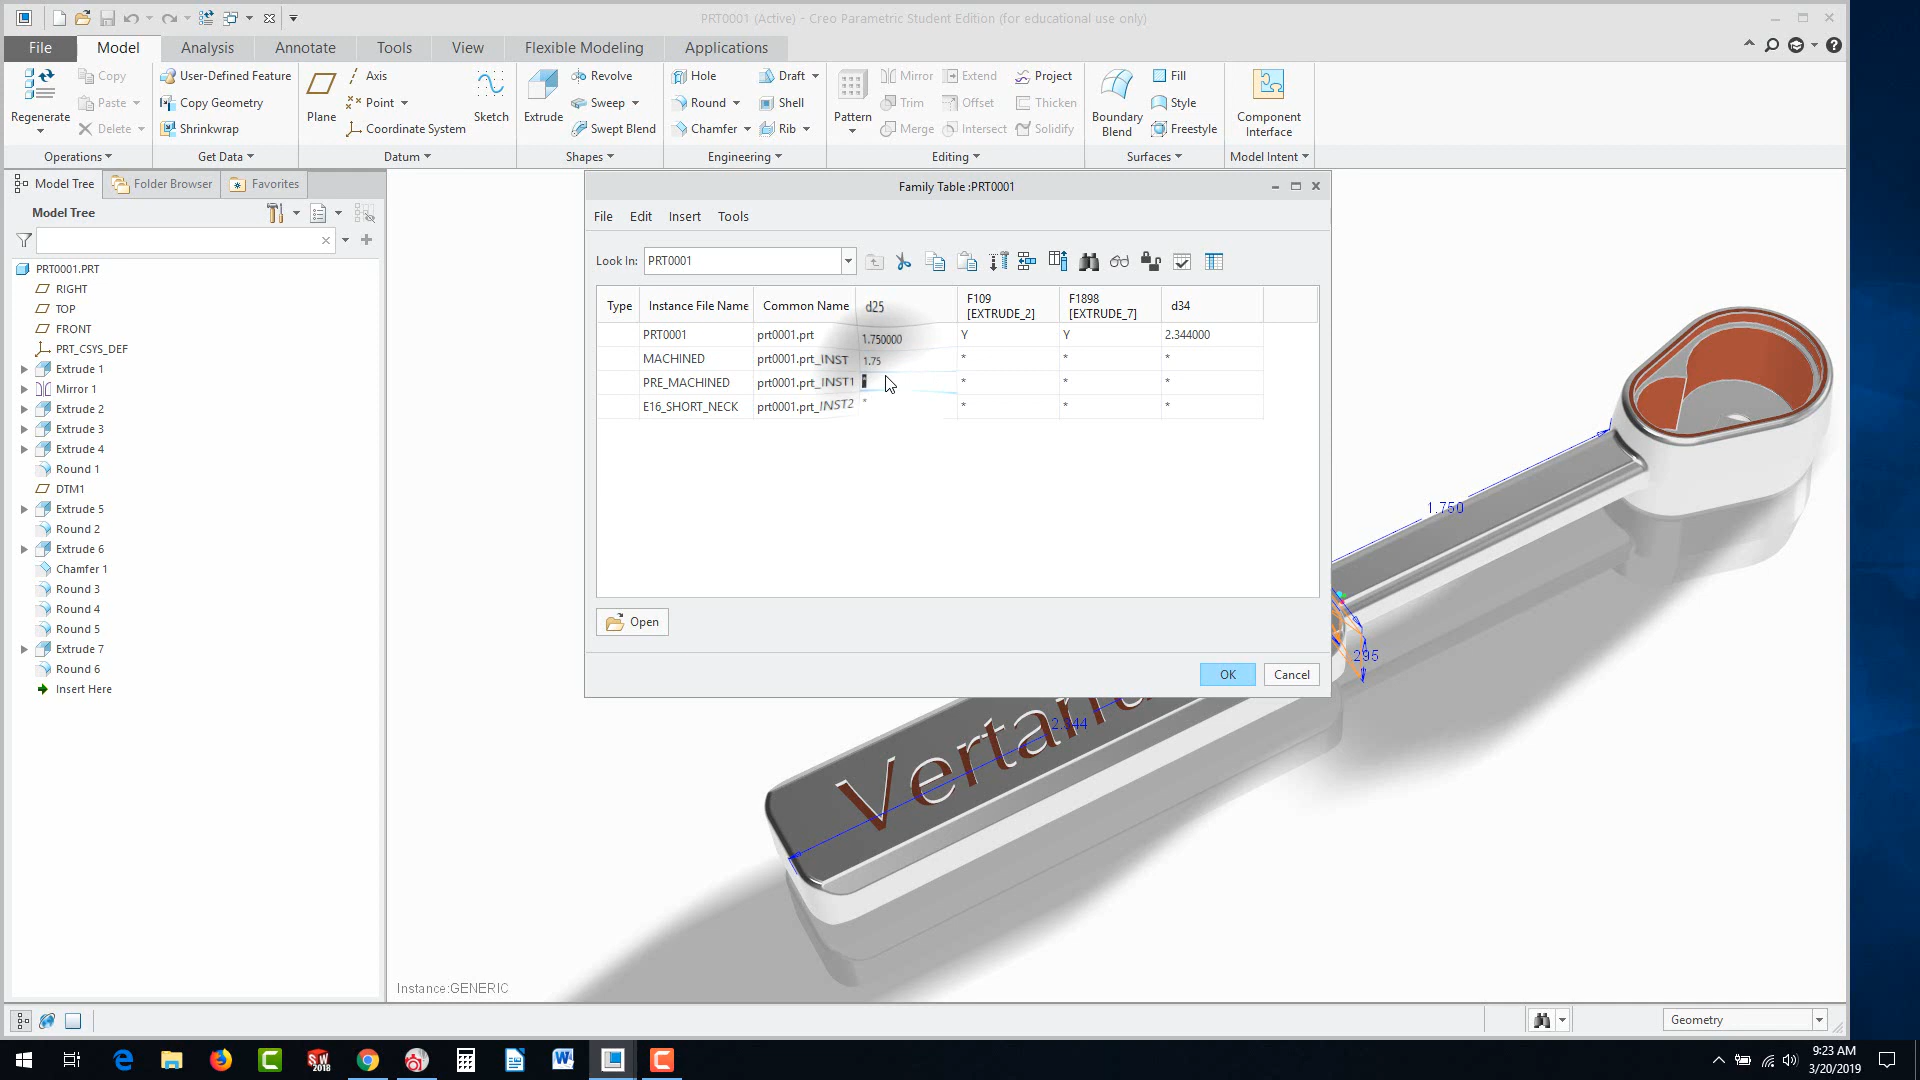 PRT0001 (Active) - Creo Parametric Student Edition (for educational use only)
File Model Analysis Annotate Tools View Flexible Modeling Applications
Regenerate
Copy
Paste
Delete
Operations
User-Defined Feature
Copy Geometry
Shrinkwrap
Get Data
Plane
Axis
Point
Coordinate System
Sketch
Datum
Extrude
Revolve
Sweep
Swept Blend
Shapes
Hole
Round
Chamfer
Draft
Shell
Rib
Engineering
Pattern
Mirror
Trim
Merge
Extend
Offset
Intersect
Project
Thicken
Solidify
Editing
Boundary
Blend
Fill
Style
Freestyle
Surfaces
Component
Interface
Model Intent
Model Tree Folder Browser Favorites
Model Tree
PRT0001.PRT
RIGHT
TOP
FRONT
PRT_CSYS_DEF
Extrude 1
Mirror 1
Extrude 2
Extrude 3
Extrude 4
Round 1
DTM1
Extrude 5
Round 2
Extrude 6
Chamfer 1
Round 3
Round 4
Round 5
Extrude 7
Round 6
Insert Here
Family Table :PRT0001
File Edit Insert Tools
Look In: PRT0001
Type Instance File Name Common Name d25 F109 [EXTRUDE_2] F1898 [EXTRUDE_7] d34
PRT0001 prt0001.prt 1.750000 Y Y 2.344000
MACHINED prt0001.prt_INST 1.75 * * *
PRE_MACHINED prt0001.prt_INST1 * * * *
E16_SHORT_NECK prt0001.prt_INST2 * * * *
Open
OK Cancel
1.750
295
2.344
Instance:GENERIC
Geometry
SW
2018
9:23 AM
3/20/2019